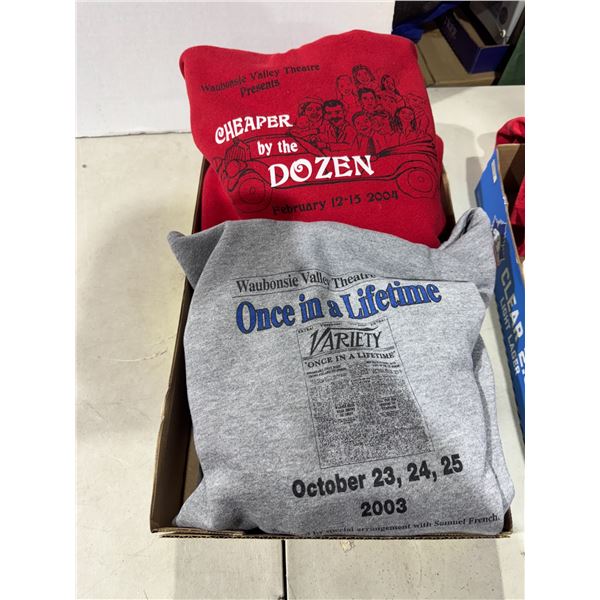 Waubonsie Valley Theatre
Presents
CHEAPER
by the
DOZEN
February 12-15 2004
Waubonsie Valley Theatre
Once in a Lifetime
VARIETY
"ONCE IN A LIFETIME"
October 23, 24, 25
2003
by special arrangement with Samuel French.
CLEAR